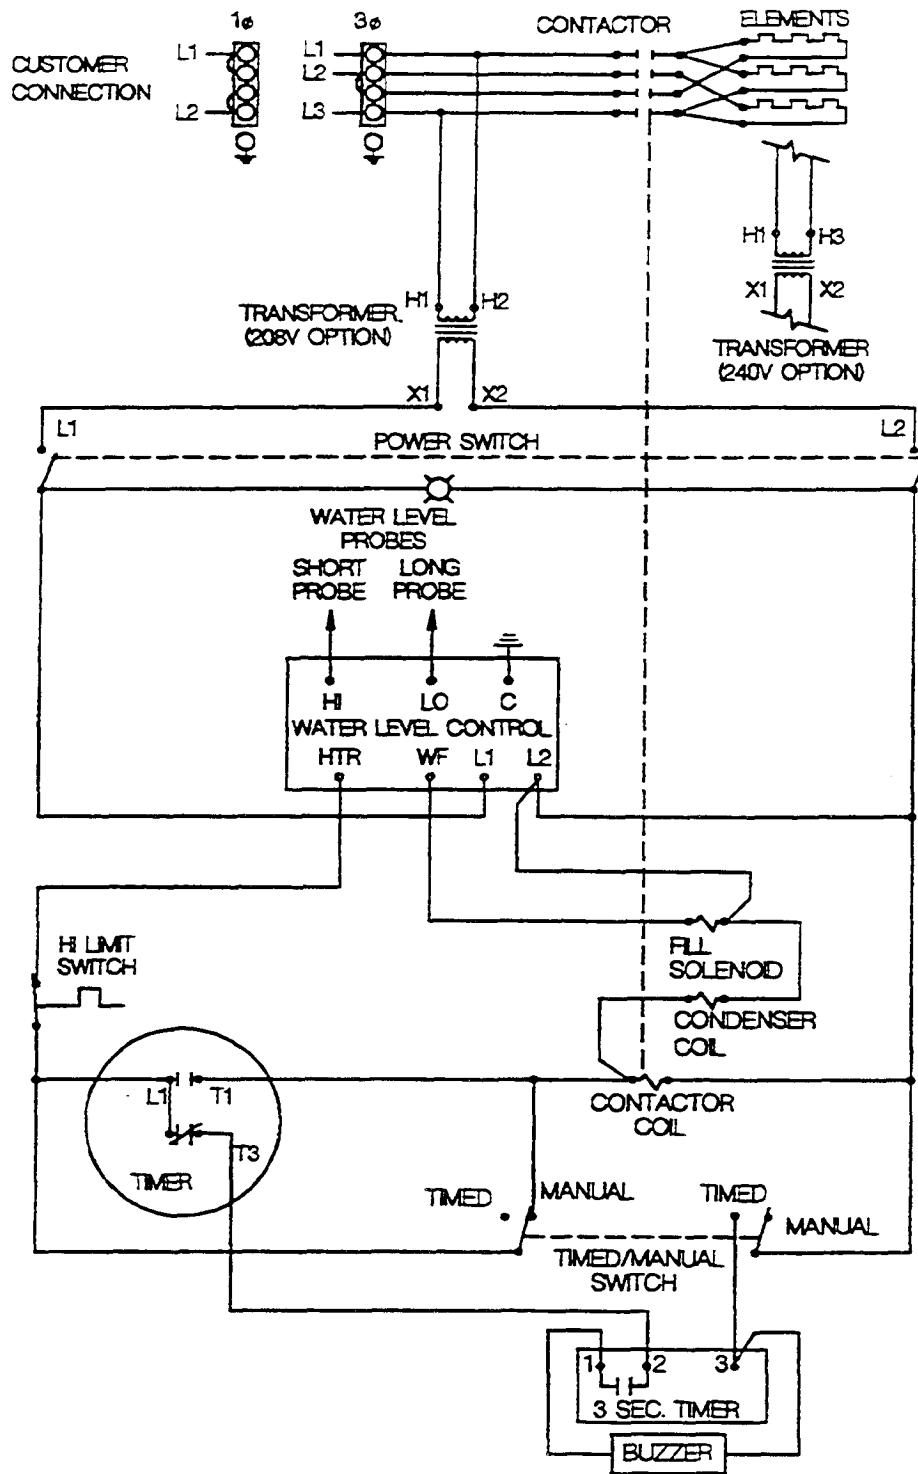 1ø
3ø
CONTACTOR
ELEMENTS
L1
L1
CUSTOMER
CONNECTION
L2
L2
L3
H1
H3
X1
X2
TRANSFORMER
(240V OPTION)
H1
H2
TRANSFORMER.
(208V OPTION)
X1
X2
L1
L2
POWER SWITCH
WATER LEVEL
PROBES
SHORT
PROBE
LONG
PROBE
HI
LO
C
WATER LEVEL CONTROL
HTR
WF
L1
L2
HI LIMIT
SWITCH
FILL
SOLENOID
CONDENSER
COIL
L1
T1
CONTACTOR
COIL
T3
TIMER
TIMED
MANUAL
TIMED
MANUAL
TIMED/MANUAL
SWITCH
1
2
3
3 SEC. TIMER
BUZZER